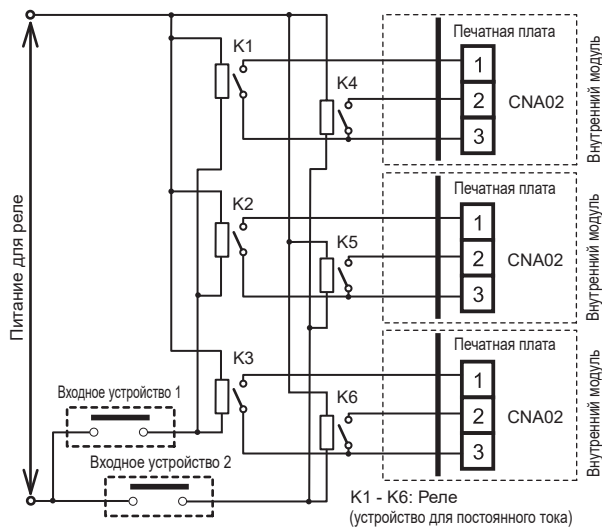 Питание для реле
K1
K4
Печатная плата
1
2
3
CNA02
Внутренний модуль
K2
K5
Печатная плата
1
2
3
CNA02
Внутренний модуль
K3
K6
Печатная плата
1
2
3
CNA02
Внутренний модуль
Входное устройство 1
Входное устройство 2
K1 - K6: Реле
(устройство для постоянного тока)